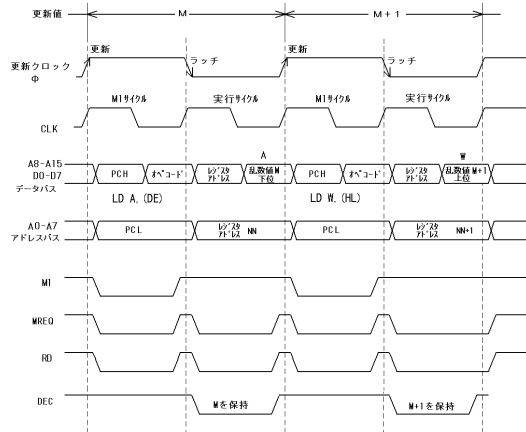 更新値 M M+1
更新 更新
ラッチ ラッチ
更新クロック
Φ
M1サイクル 実行サイクル M1サイクル 実行サイクル
CLK
A W
A8-A15
D0-D7
データバス
PCH オペコード レジスタ アドレス 乱数値M 下位 PCH オペコード レジスタ アドレス 乱数値M+1 上位
LD A, (DE) LD W, (HL)
A0-A7
アドレスバス
PCL レジスタ アドレス NN PCL レジスタ アドレス NN+1
M1
MREQ
RD
DEC
Mを保持 M+1を保持